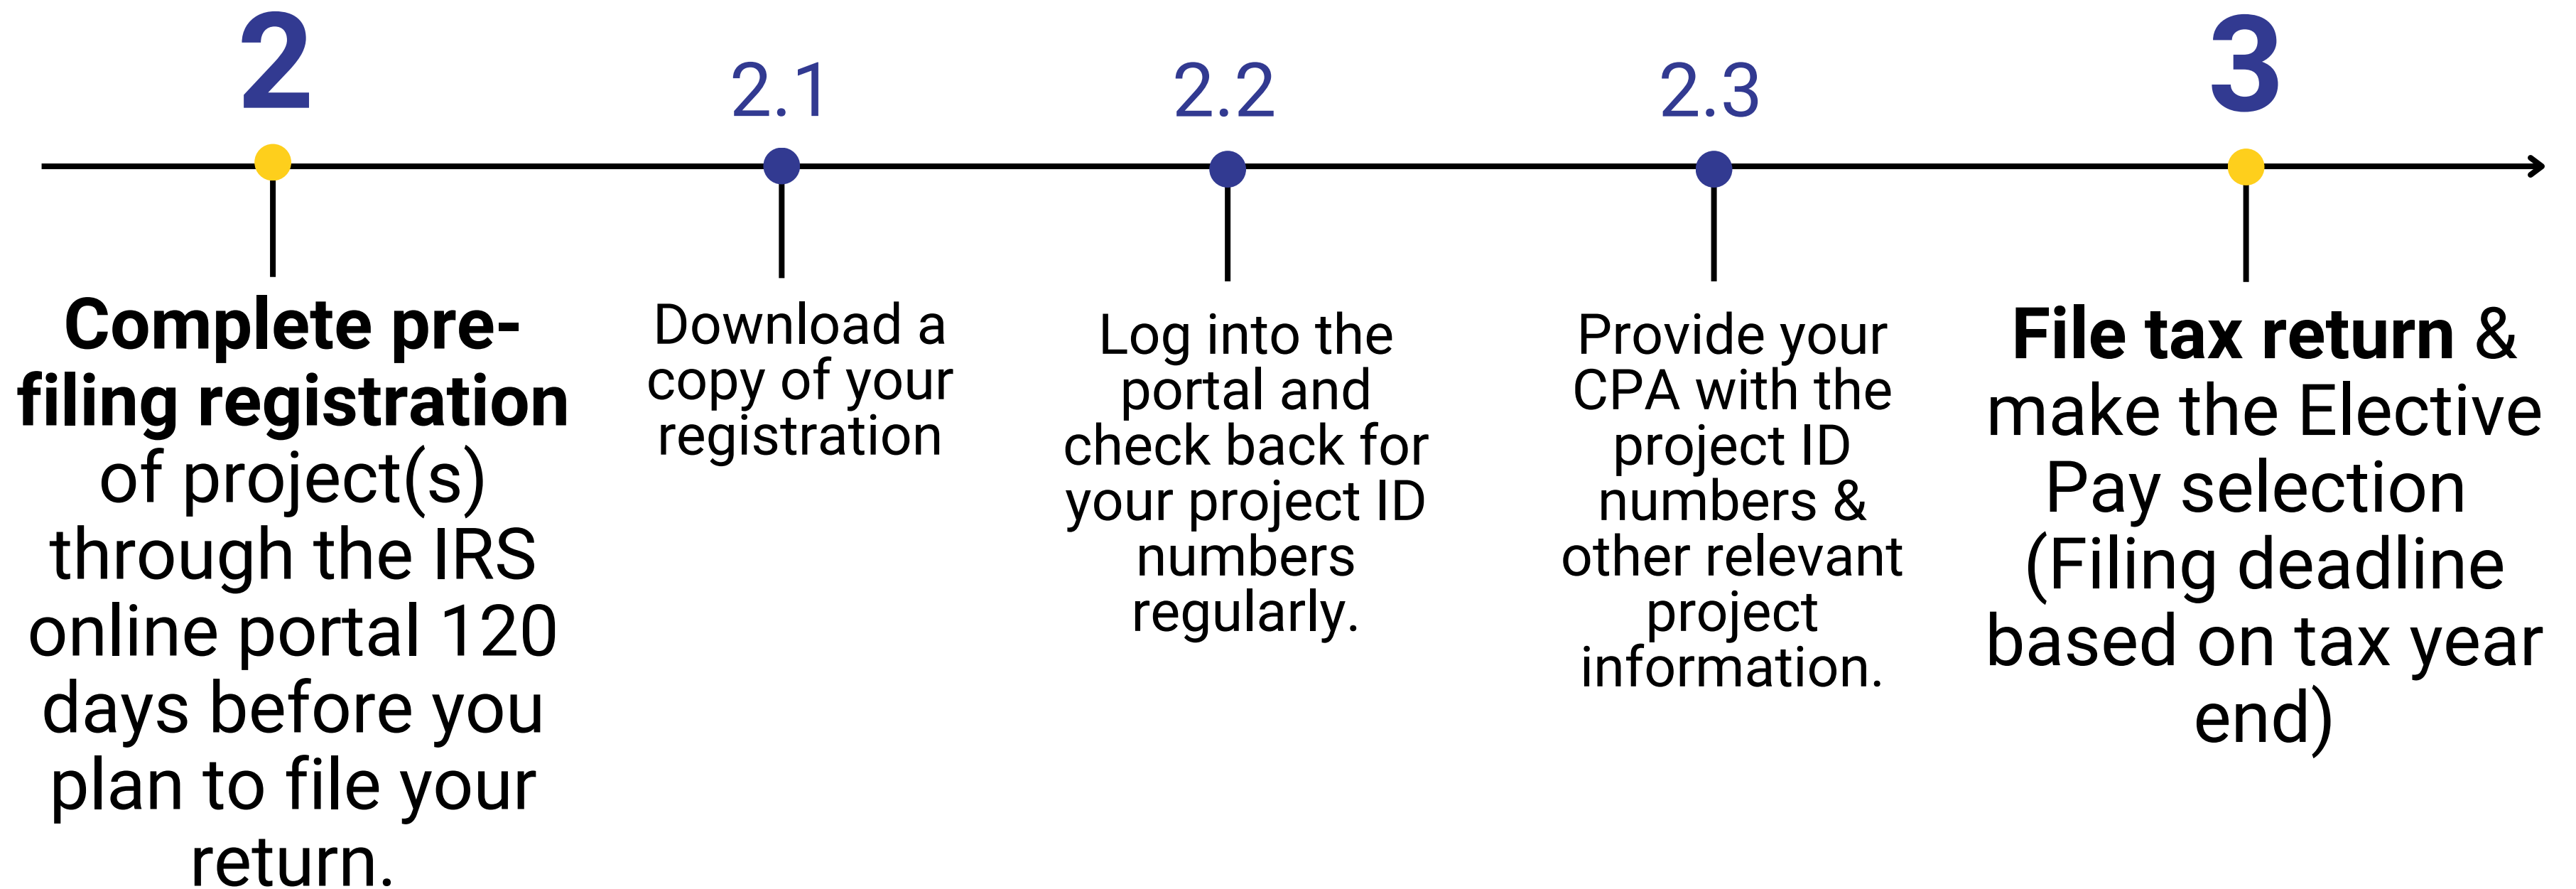 2
Complete pre-
filing registration
of project(s)
through the IRS
online portal 120
days before you
plan to file your
return.
2.1
Download a
copy of your
registration
2.2
Log into the
portal and
check back for
your project ID
numbers
regularly.
2.3
Provide your
CPA with the
project ID
numbers &
other relevant
project
information.
3
File tax return &
make the Elective
Pay selection
(Filing deadline
based on tax year
end)